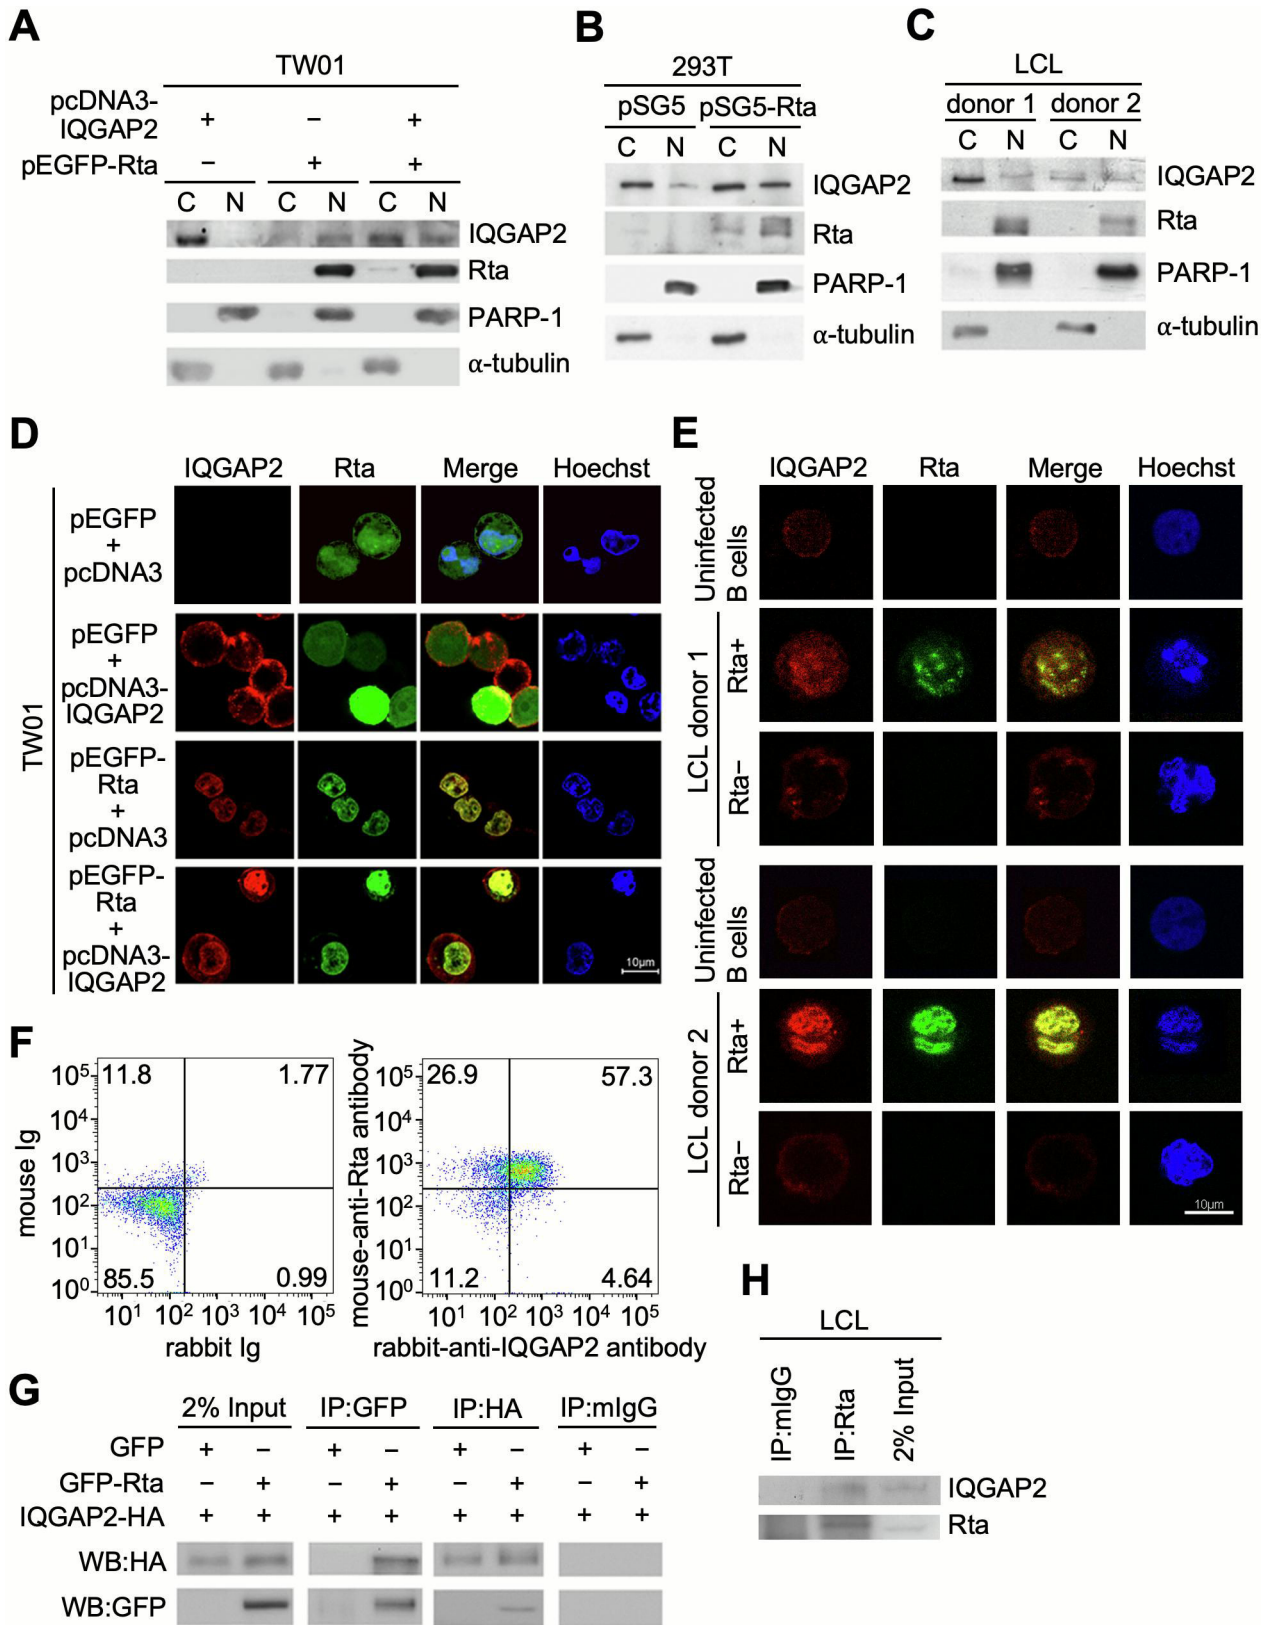 A
TW01
pcDNA3-
IQGAP2
+ − +
pEGFP-Rta
− + +
C N C N C N
IQGAP2
Rta
PARP-1
α-tubulin
B
293T
pSG5 pSG5-Rta
C N C N
IQGAP2
Rta
PARP-1
α-tubulin
C
LCL
donor 1 donor 2
C N C N
IQGAP2
Rta
PARP-1
α-tubulin
D
IQGAP2 Rta Merge Hoechst
TW01
pEGFP
+
pcDNA3
pEGFP
+
pcDNA3-
IQGAP2
pEGFP-
Rta
+
pcDNA3
pEGFP-
Rta
+
pcDNA3-
IQGAP2
10μm
E
IQGAP2 Rta Merge Hoechst
Uninfected
B cells
LCL donor 1
Rta+
Rta−
Uninfected
B cells
LCL donor 2
Rta+
Rta−
10μm
F
mouse Ig
10⁵
10⁴
10³
10²
10¹
10⁰
11.8 1.77
85.5 0.99
10¹ 10² 10³ 10⁴ 10⁵
rabbit Ig
mouse-anti-Rta antibody
10⁵
10⁴
10³
10²
10¹
10⁰
26.9 57.3
11.2 4.64
10¹ 10² 10³ 10⁴ 10⁵
rabbit-anti-IQGAP2 antibody
G
2% Input IP:GFP IP:HA IP:mIgG
GFP + − + − + − + −
GFP-Rta − + − + − + − +
IQGAP2-HA + + + + + + + +
WB:HA
WB:GFP
H
LCL
IP:mIgG
IP:Rta
2% Input
IQGAP2
Rta